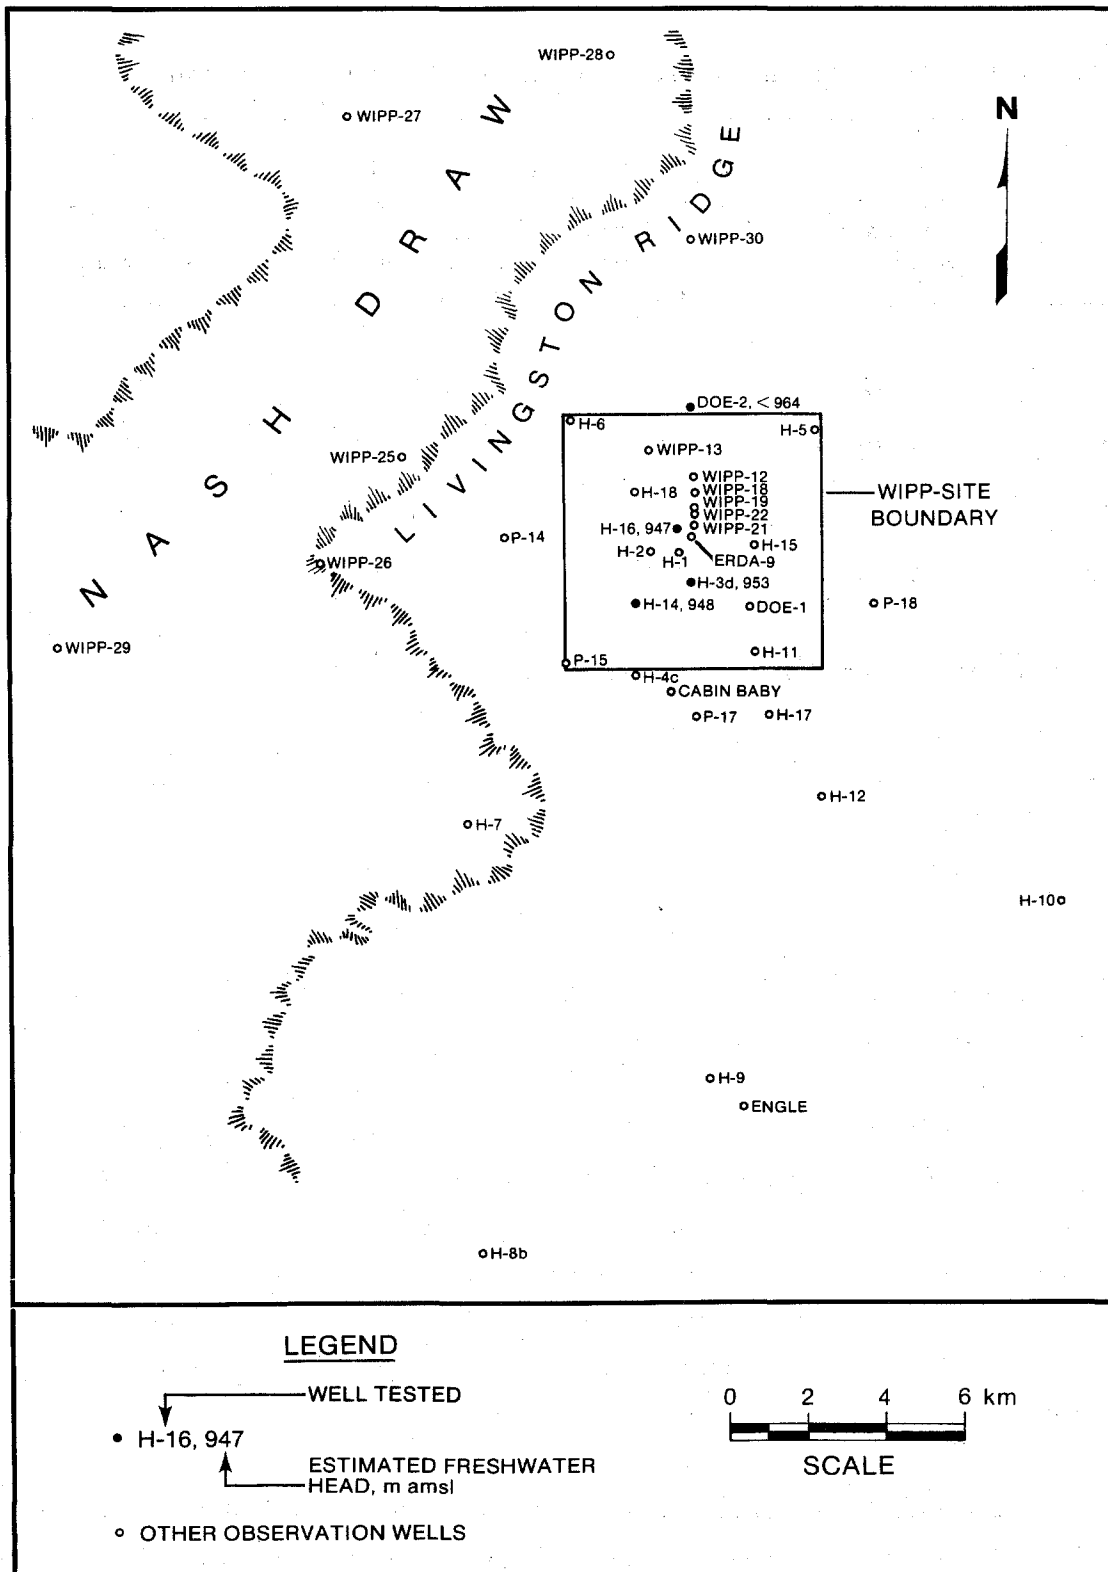 WIPP-28
WIPP-27
N
NASH DRAW
LIVINGSTON RIDGE
WIPP-30
DOE-2, < 964
H-6
H-5
WIPP-13
WIPP-25
WIPP-12
H-18
WIPP-18
WIPP-19
WIPP-22
WIPP-SITE
BOUNDARY
H-16, 947
WIPP-21
P-14
H-15
H-2
H-1
ERDA-9
WIPP-26
H-3d, 953
H-14, 948
DOE-1
P-18
WIPP-29
H-11
P-15
H-4c
CABIN BABY
P-17
H-17
H-12
H-7
H-10
H-9
ENGLE
H-8b
LEGEND
WELL TESTED
H-16, 947
ESTIMATED FRESHWATER
HEAD, m amsl
OTHER OBSERVATION WELLS
0 2 4 6 km
SCALE